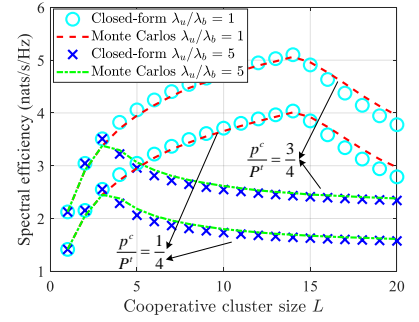 Closed-form λu/λb = 1
Monte Carlos λu/λb = 1
Closed-form λu/λb = 5
Monte Carlos λu/λb = 5
Spectral efficiency (nats/s/Hz)
6
5
4
3
2
1
p^c/P^t = 3/4
p^c/P^t = 1/4
0 5 10 15 20
Cooperative cluster size L